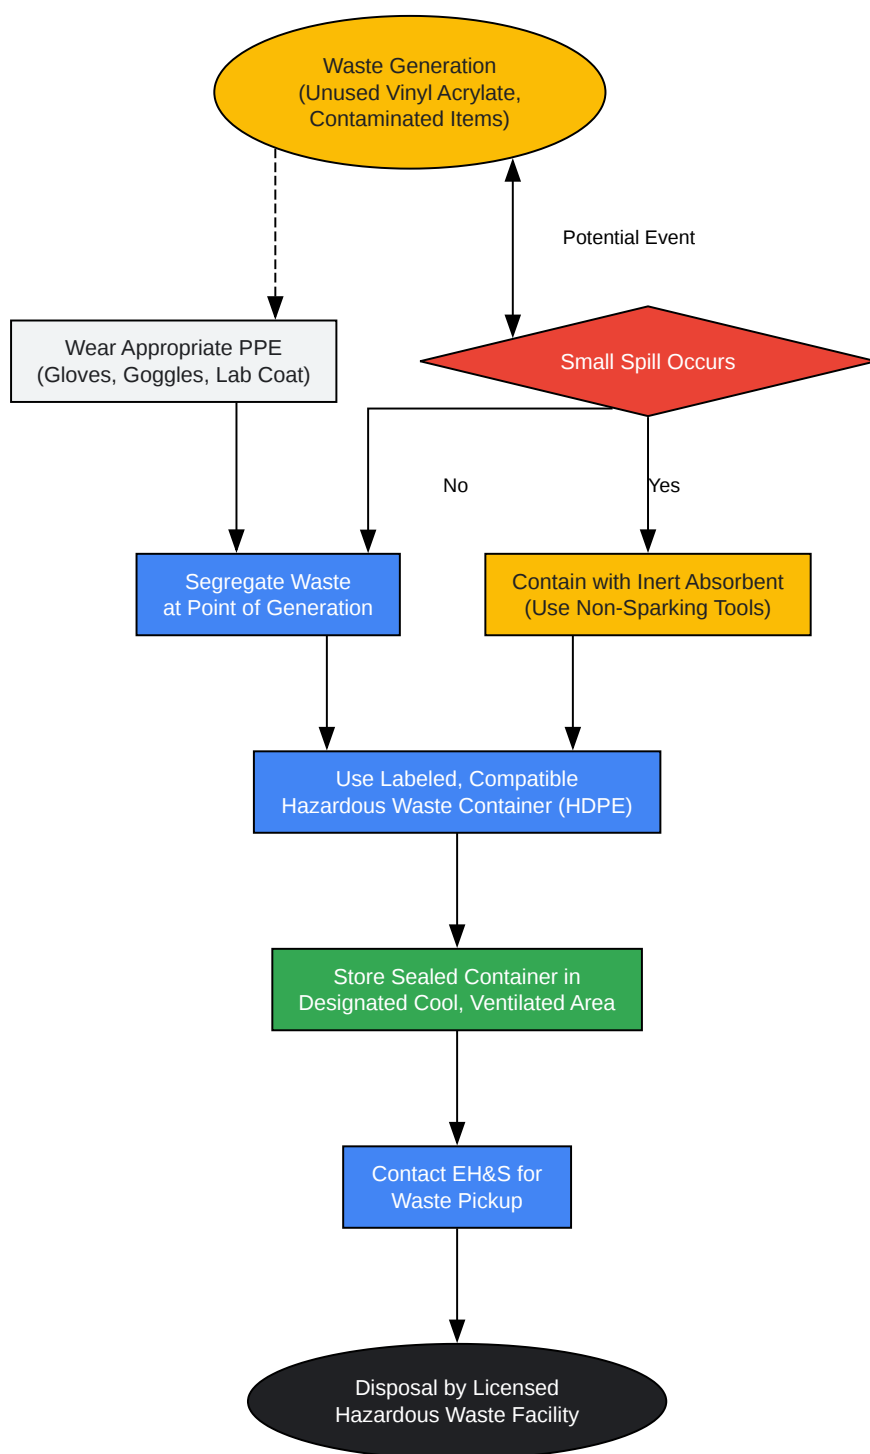 Waste Generation
(Unused Vinyl Acrylate,
Contaminated Items)
Potential Event
Wear Appropriate PPE
(Gloves, Goggles, Lab Coat)
Small Spill Occurs
No
Yes
Segregate Waste
at Point of Generation
Contain with Inert Absorbent
(Use Non-Sparking Tools)
Use Labeled, Compatible
Hazardous Waste Container (HDPE)
Store Sealed Container in
Designated Cool, Ventilated Area
Contact EH&S for
Waste Pickup
Disposal by Licensed
Hazardous Waste Facility